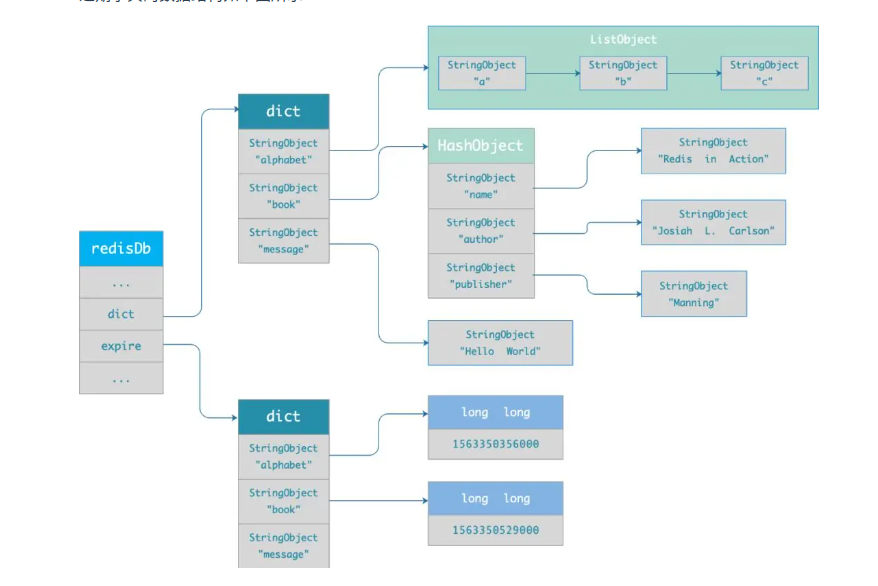 ListObject
StringObject
"a"
StringObject
"b"
StringObject
"c"
dict
StringObject
"alphabet"
StringObject
"book"
StringObject
"message"
HashObject
StringObject
"name"
StringObject
"author"
StringObject
"publisher"
StringObject
"Redis in Action"
StringObject
"Josiah L. Carlson"
StringObject
"Manning"
StringObject
"Hello World"
redisDb
...
dict
expire
...
dict
StringObject
"alphabet"
StringObject
"book"
StringObject
"message"
long long
1563350356000
long long
1563350529000